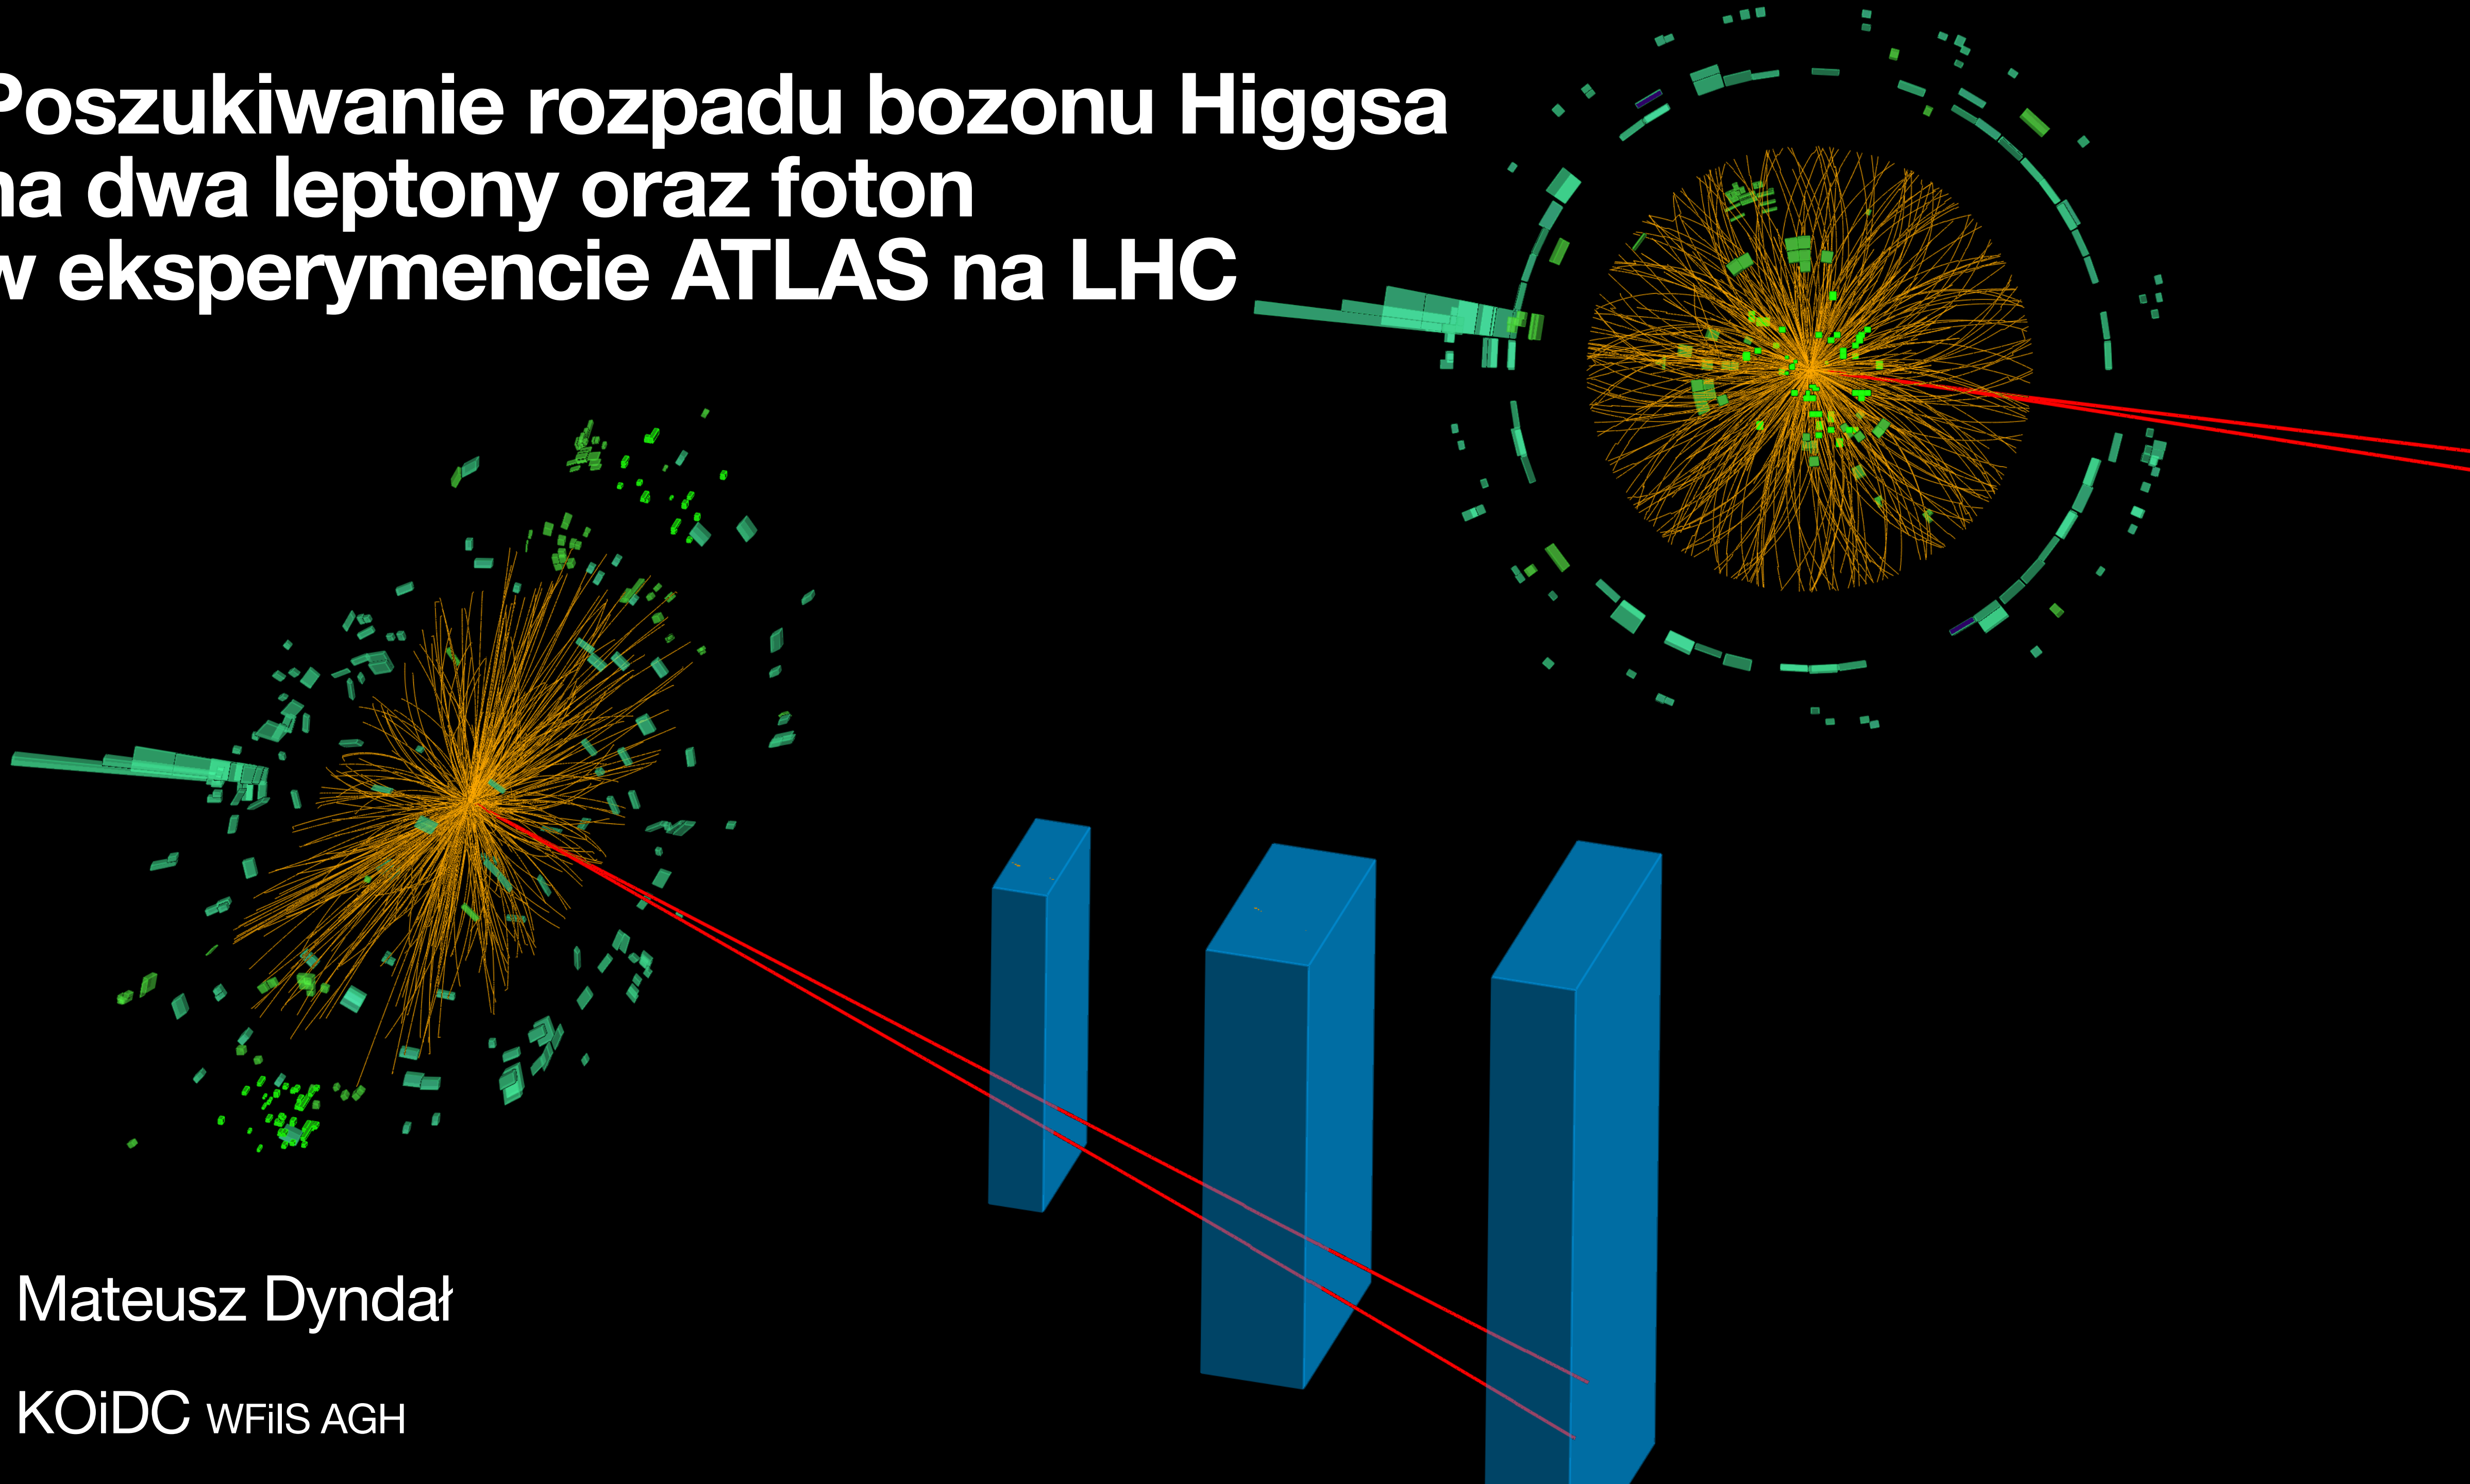 Poszukiwanie rozpadu bozonu Higgsa
na dwa leptony oraz foton
w eksperymencie ATLAS na LHC
Mateusz Dyndał
KOiDC WFiIS AGH